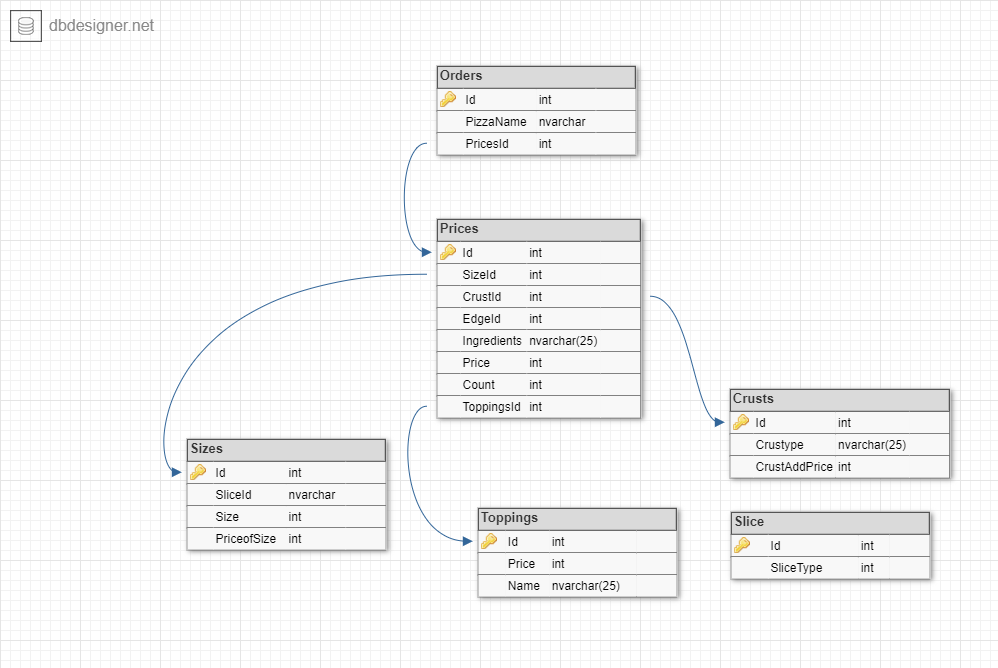 dbdesigner.net
Orders
Id int
PizzaName nvarchar
PricesId int
Prices
Id int
SizeId int
CrustId int
EdgeId int
Ingredients nvarchar(25)
Price int
Count int
ToppingsId int
Sizes
Id int
SliceId nvarchar
Size int
PriceofSize int
Toppings
Id int
Price int
Name nvarchar(25)
Crusts
Id int
Crustype nvarchar(25)
CrustAddPrice int
Slice
Id int
SliceType int